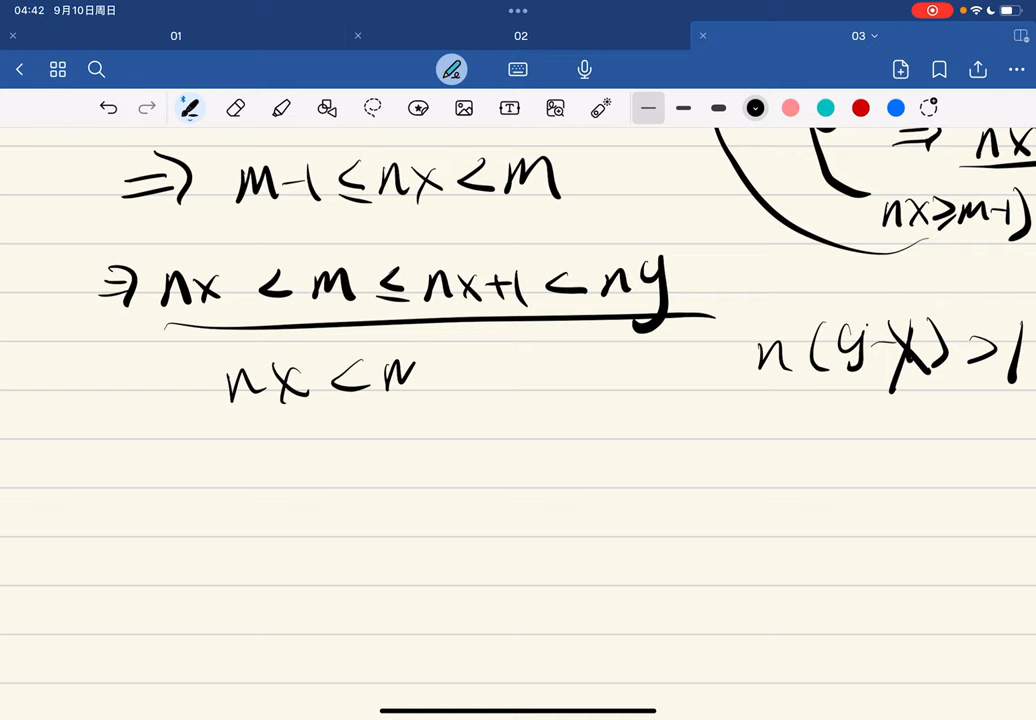 04:42 9月10日周日
01 02 03
⇒ m-1 ≤ nx < m
⇒ nx
nx ≥ m-1)
⇒ nx < m ≤ nx+1 < ny
n(y-x) > 1
nx <